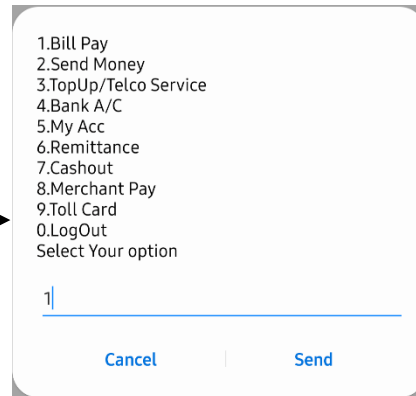 1.Bill Pay
2.Send Money
3.TopUp/Telco Service
4.Bank A/C
5.My Acc
6.Remittance
7.Cashout
8.Merchant Pay
9.Toll Card
0.LogOut
Select Your option
1
Cancel Send